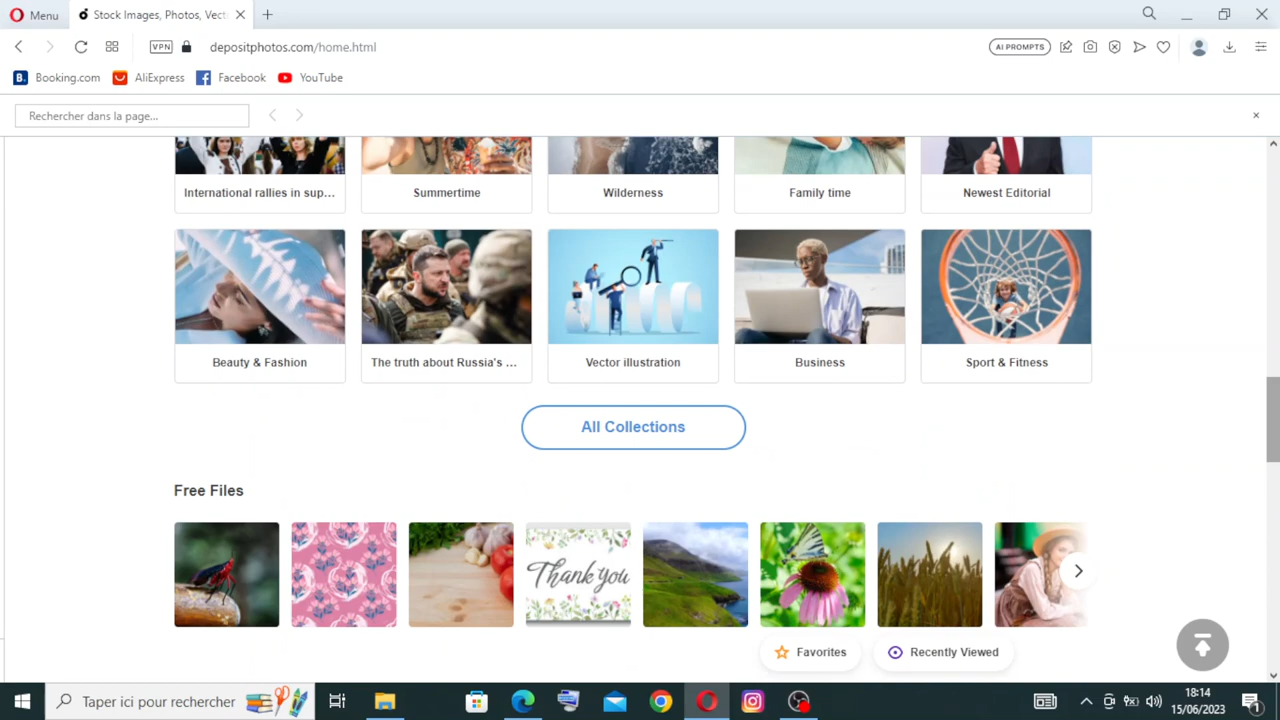 Menu
Stock Images, Photos, Vect
VPN
depositphotos.com/home.html
AI PROMPTS
B. Booking.com
AliExpress
Facebook
YouTube
Rechercher dans la page...
International rallies in sup...
Summertime
Wilderness
Family time
Newest Editorial
Beauty & Fashion
The truth about Russia's ...
Vector illustration
Business
Sport & Fitness
All Collections
Free Files
Thank you
Favorites
Recently Viewed
Taper ici pour rechercher
18:14
15/06/2023
1